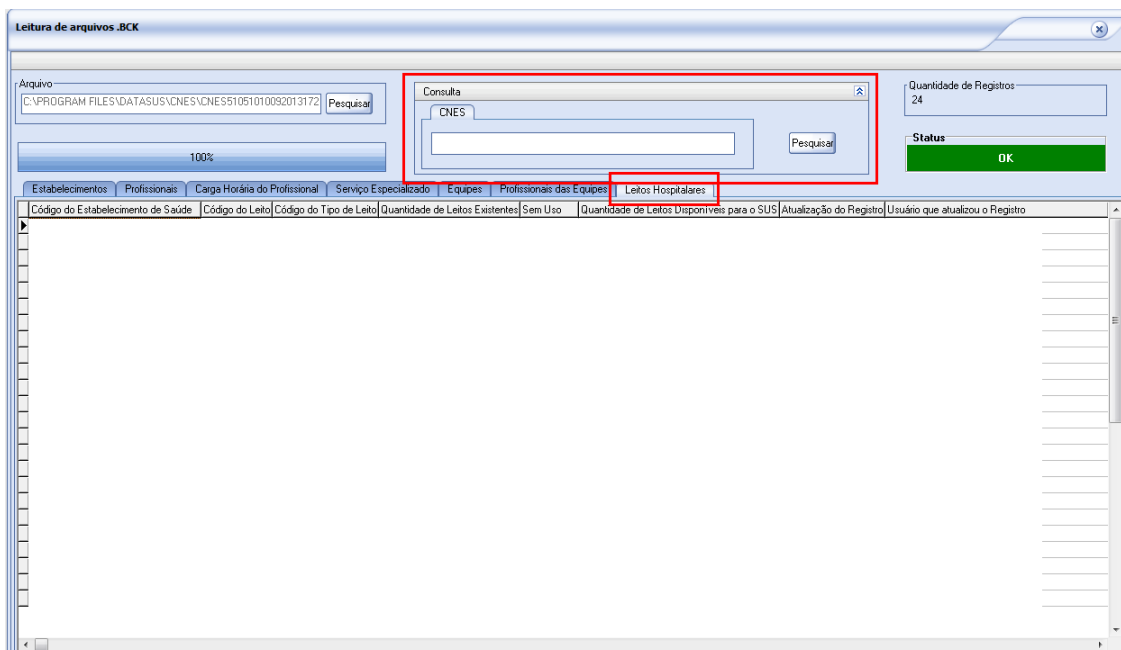 Leitura de arquivos .BCK
Arquivo
C:\PROGRAM FILES\DATASUS\CNES\CNES51051010092013172
Pesquisar
100%
Consulta
CNES
Pesquisar
Quantidade de Registros
24
Status
OK
Estabelecimentos Profissionais Carga Horária do Profissional Serviço Especializado Equipes Profissionais das Equipes Leitos Hospitalares
Código do Estabelecimento de Saúde Código do Leito Código do Tipo de Leito Quantidade de Leitos Existentes Sem Uso Quantidade de Leitos Disponíveis para o SUS Atualização do Registro Usuário que atualizou o Registro